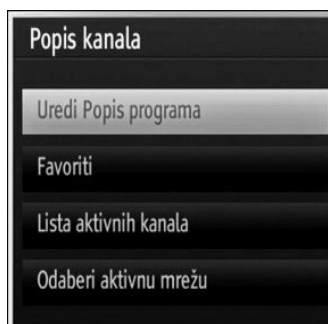 Popis kanala
Uredi Popis programa
Favoriti
Lista aktivnih kanala
Odaberi aktivnu mrežu